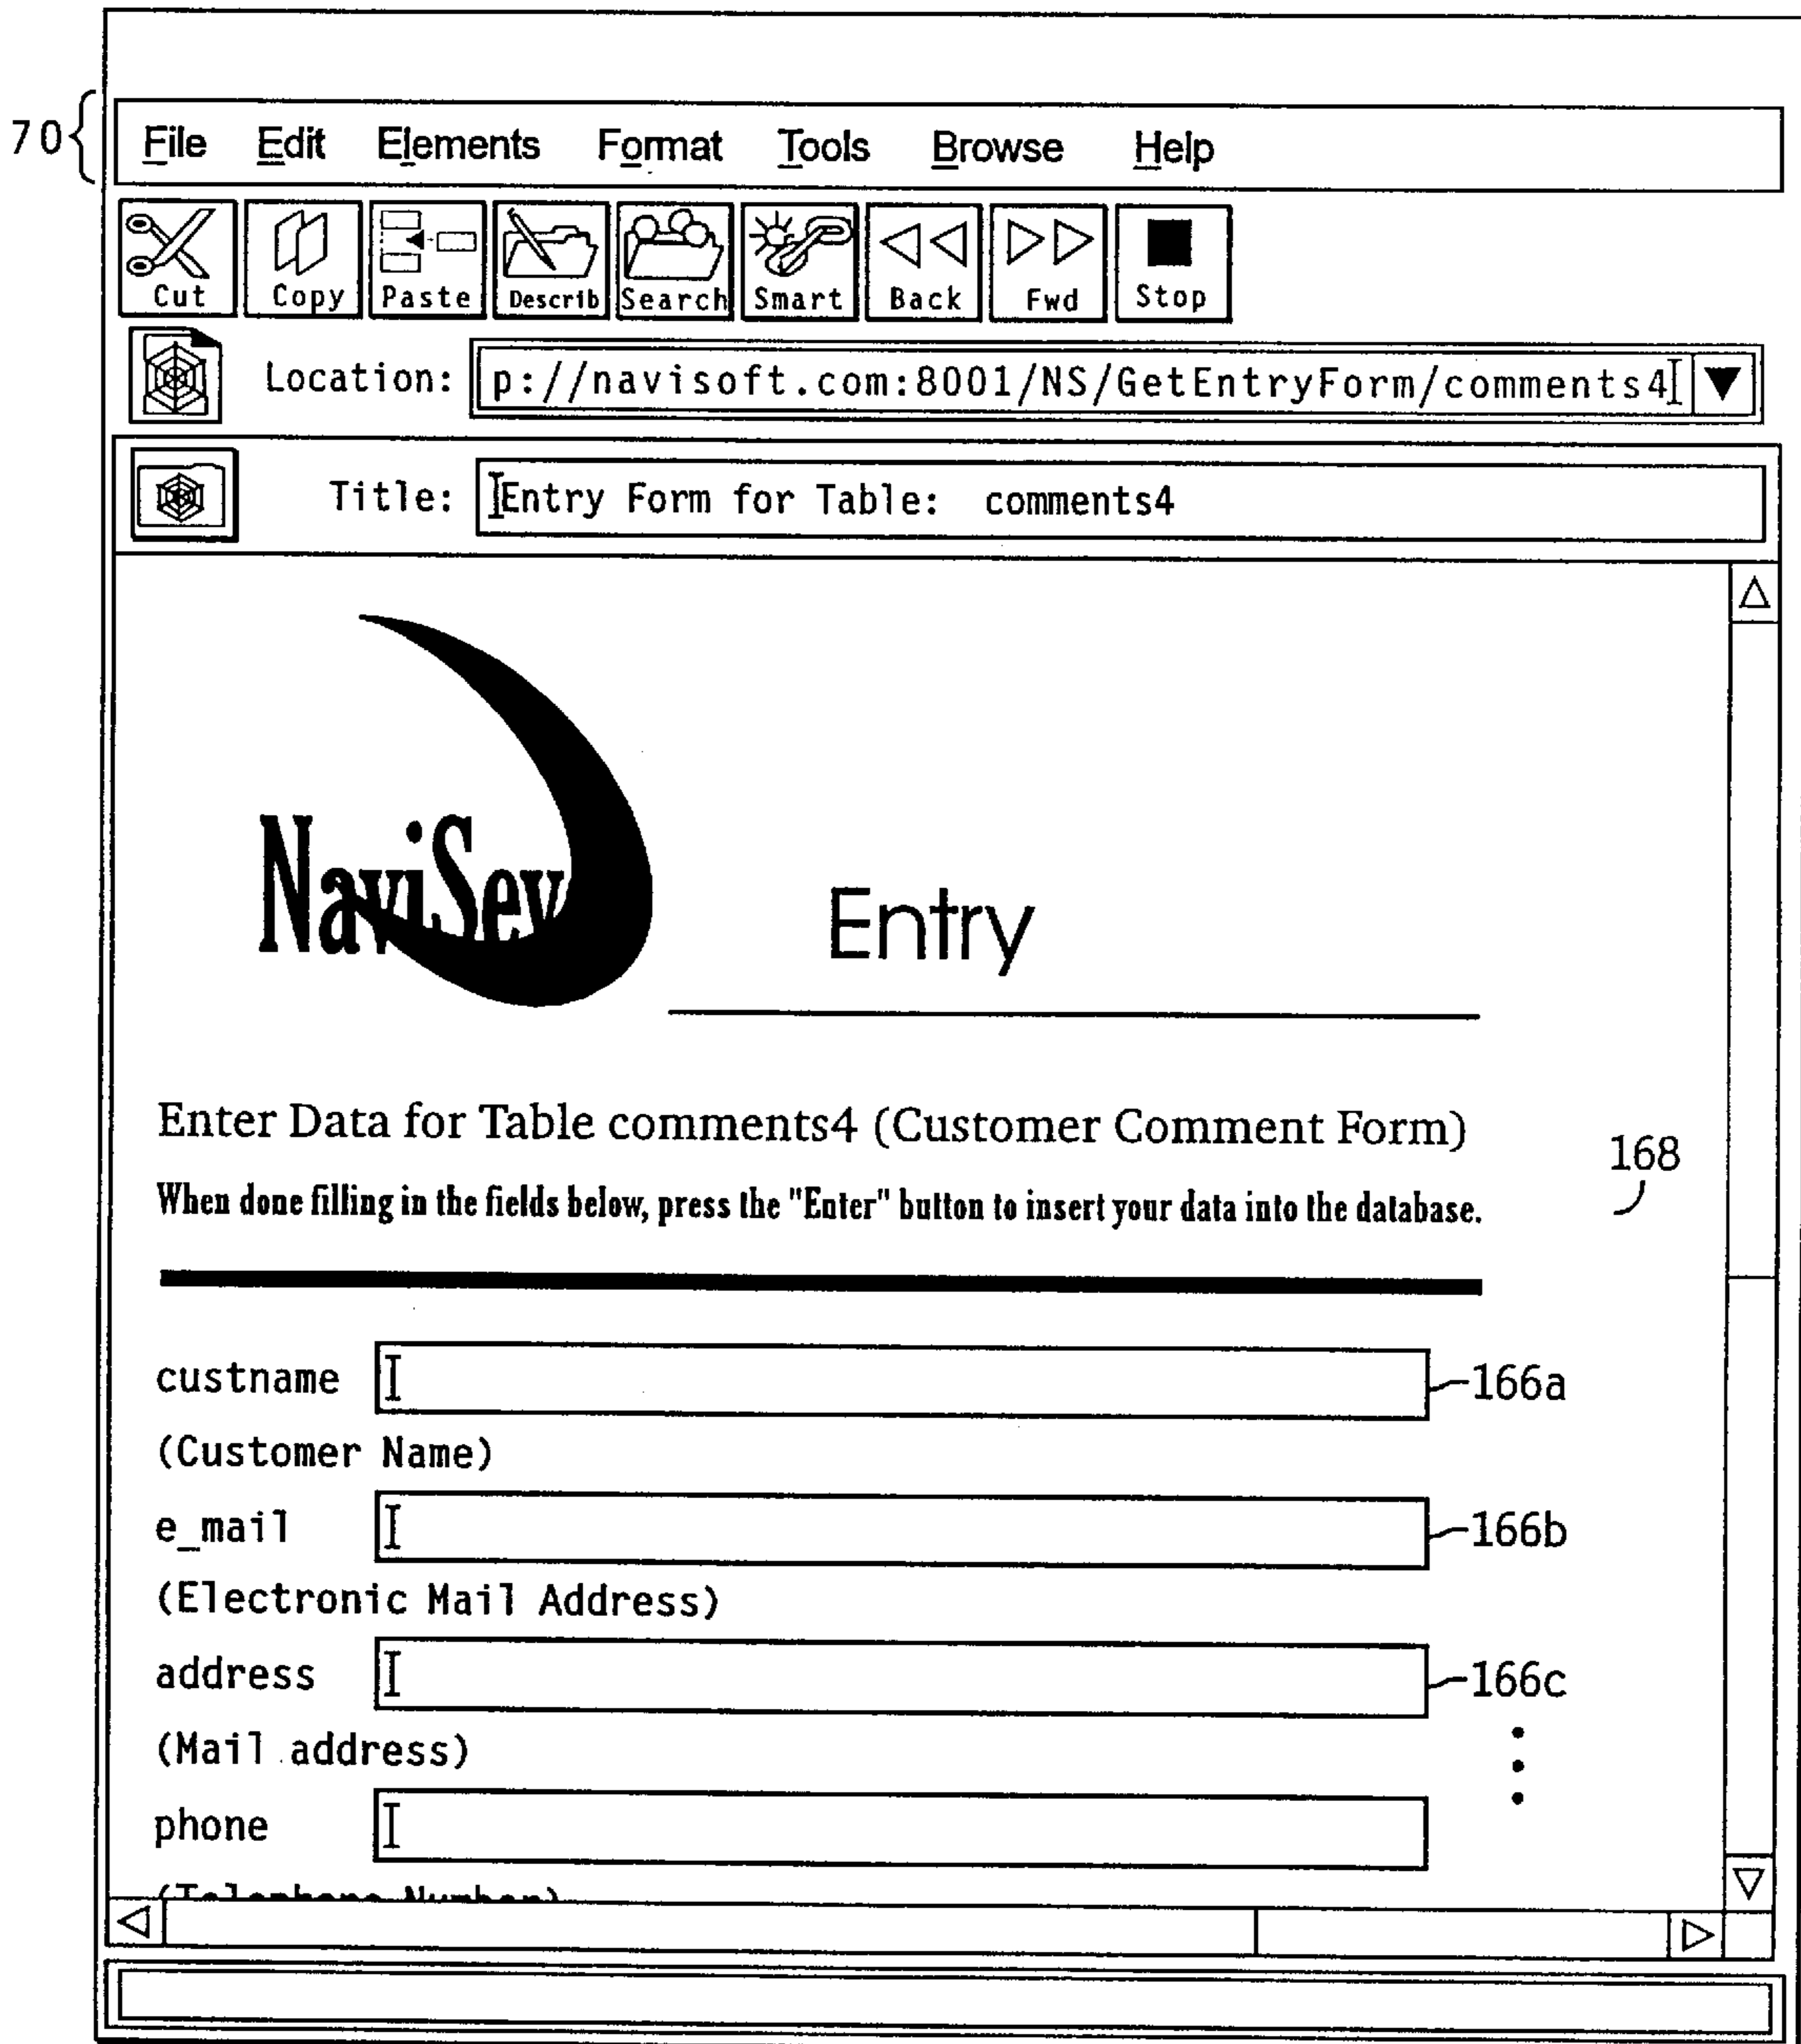 70
File Edit Elements Format Tools Browse Help
Cut Copy Paste Describ Search Smart Back Fwd Stop
Location: p://navisoft.com:8001/NS/GetEntryForm/comments4
Title: Entry Form for Table: comments4
NaviSev
Entry
Enter Data for Table comments4 (Customer Comment Form)
168
When done filling in the fields below, press the "Enter" button to insert your data into the database.
custname 166a
(Customer Name)
e_mail 166b
(Electronic Mail Address)
address 166c
(Mail address)
phone
(Telephone Number)